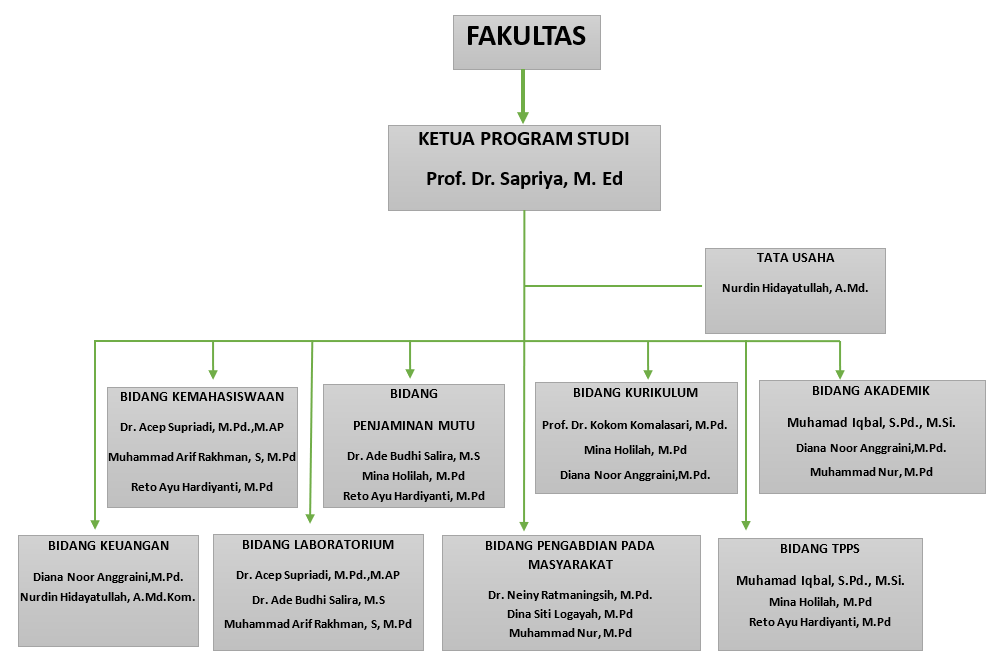 FAKULTAS
KETUA PROGRAM STUDI
Prof. Dr. Sapriya, M. Ed
TATA USAHA
Nurdin Hidayatullah, A.Md.
BIDANG KEMAHASISWAAN
Dr. Acep Supriadi, M.Pd.,M.AP
Muhammad Arif Rakhman, S, M.Pd
Reto Ayu Hardiyanti, M.Pd
BIDANG
PENJAMINAN MUTU
Dr. Ade Budhi Salira, M.S
Mina Holilah, M.Pd
Reto Ayu Hardiyanti, M.Pd
BIDANG KURIKULUM
Prof. Dr. Kokom Komalasari, M.Pd.
Mina Holilah, M.Pd
Diana Noor Anggraini,M.Pd.
BIDANG AKADEMIK
Muhamad Iqbal, S.Pd., M.Si.
Diana Noor Anggraini,M.Pd.
Muhammad Nur, M.Pd
BIDANG KEUANGAN
Diana Noor Anggraini,M.Pd.
Nurdin Hidayatullah, A.Md.Kom.
BIDANG LABORATORIUM
Dr. Acep Supriadi, M.Pd.,M.AP
Dr. Ade Budhi Salira, M.S
Muhammad Arif Rakhman, S, M.Pd
BIDANG PENGABDIAN PADA
MASYARAKAT
Dr. Neiny Ratmaningsih, M.Pd.
Dina Siti Logayah, M.Pd
Muhammad Nur, M.Pd
BIDANG TPPS
Muhamad Iqbal, S.Pd., M.Si.
Mina Holilah, M.Pd
Reto Ayu Hardiyanti, M.Pd